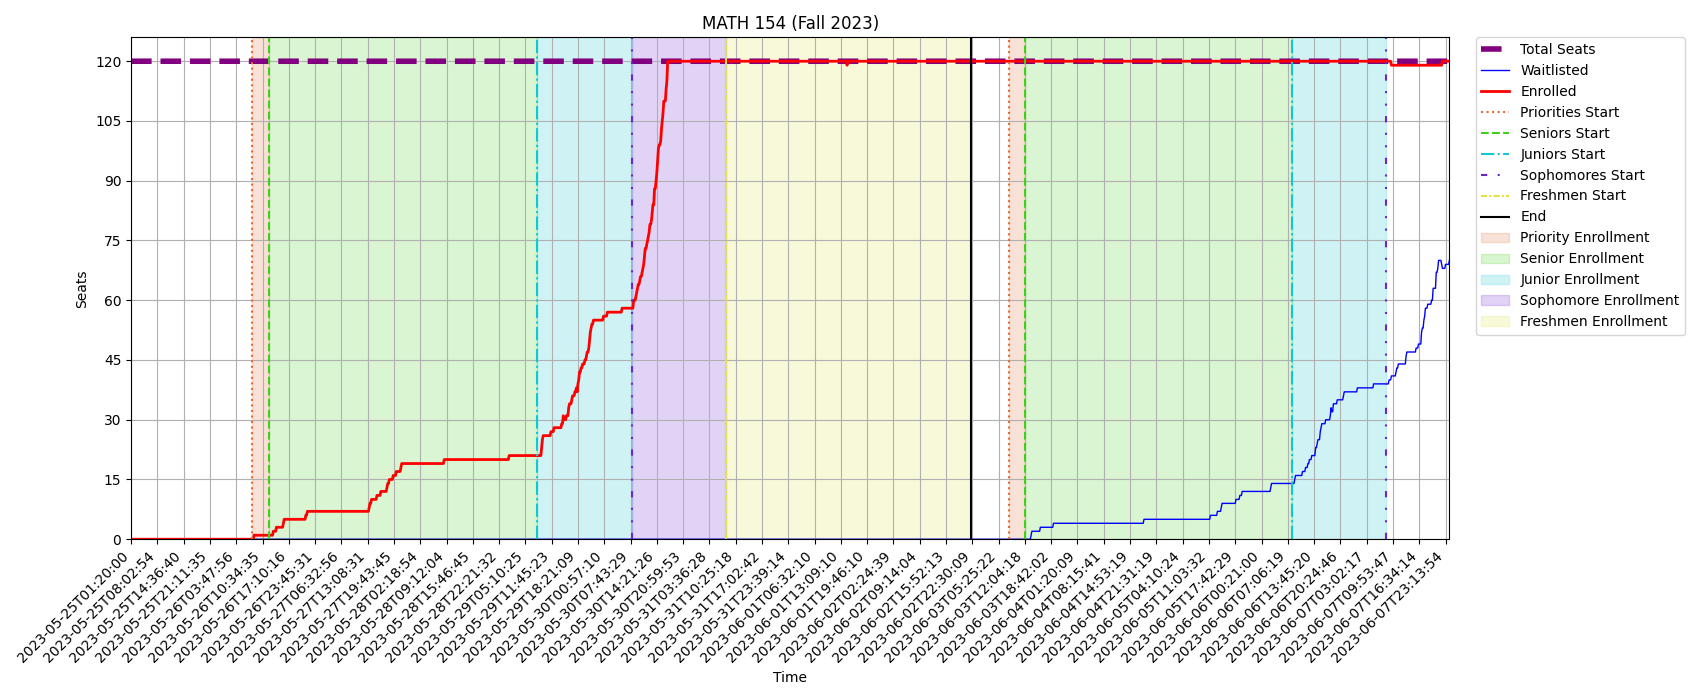 MATH 154 (Fall 2023)
Total Seats
Waitlisted
Enrolled
Priorities Start
Seniors Start
Juniors Start
Sophomores Start
Freshmen Start
End
Priority Enrollment
Senior Enrollment
Junior Enrollment
Sophomore Enrollment
Freshmen Enrollment
Seats
120
105
90
75
60
45
30
15
0
2023-05-25T01:20:00
2023-05-25T08:02:54
2023-05-25T14:36:40
2023-05-25T21:11:35
2023-05-26T03:47:56
2023-05-26T10:34:35
2023-05-26T17:10:16
2023-05-26T23:45:31
2023-05-27T06:32:56
2023-05-27T13:08:31
2023-05-27T19:43:45
2023-05-28T02:18:54
2023-05-28T09:12:04
2023-05-28T15:46:45
2023-05-28T22:21:32
2023-05-29T05:10:25
2023-05-29T11:45:23
2023-05-29T18:21:09
2023-05-30T00:57:10
2023-05-30T07:43:29
2023-05-30T14:21:26
2023-05-30T20:59:53
2023-05-31T03:36:28
2023-05-31T10:25:18
2023-05-31T17:02:42
2023-05-31T23:39:14
2023-06-01T06:32:10
2023-06-01T13:09:10
2023-06-01T19:46:10
2023-06-02T02:24:39
2023-06-02T09:14:04
2023-06-02T15:52:13
2023-06-02T22:30:09
2023-06-03T05:25:22
2023-06-03T12:04:18
2023-06-03T18:42:02
2023-06-04T01:20:09
2023-06-04T08:15:41
2023-06-04T14:53:19
2023-06-04T21:31:19
2023-06-05T04:10:24
2023-06-05T11:03:32
2023-06-05T17:42:29
2023-06-06T00:21:00
2023-06-06T07:06:19
2023-06-06T13:45:20
2023-06-06T20:24:46
2023-06-07T03:02:17
2023-06-07T09:53:47
2023-06-07T16:34:14
2023-06-07T23:13:54
Time